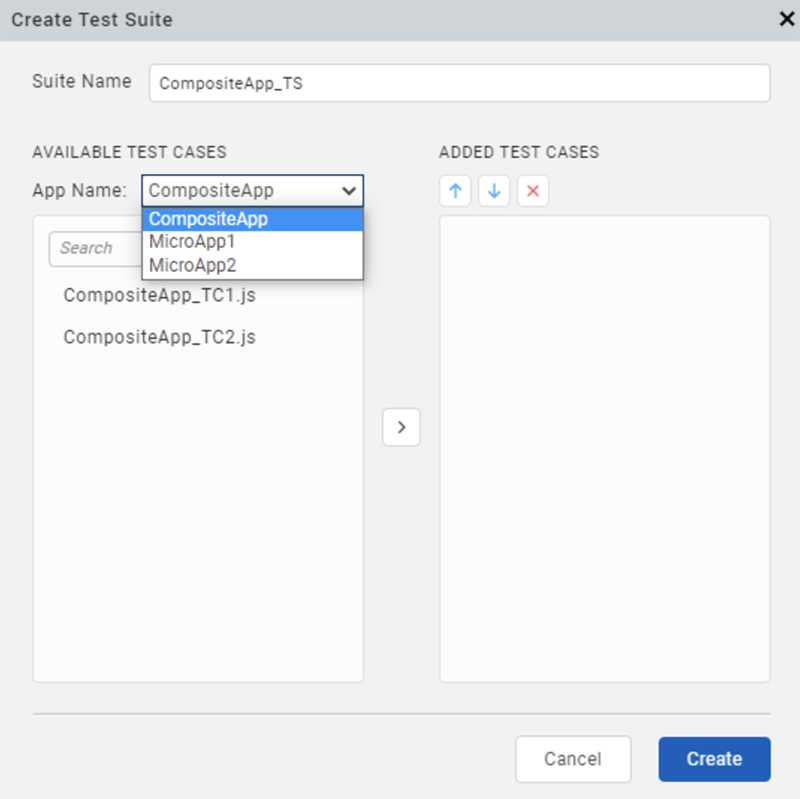 Create Test Suite
Suite Name
CompositeApp_TS
AVAILABLE TEST CASES
App Name:
CompositeApp
CompositeApp
MicroApp1
MicroApp2
Search
CompositeApp_TC1.js
CompositeApp_TC2.js
ADDED TEST CASES
Cancel
Create